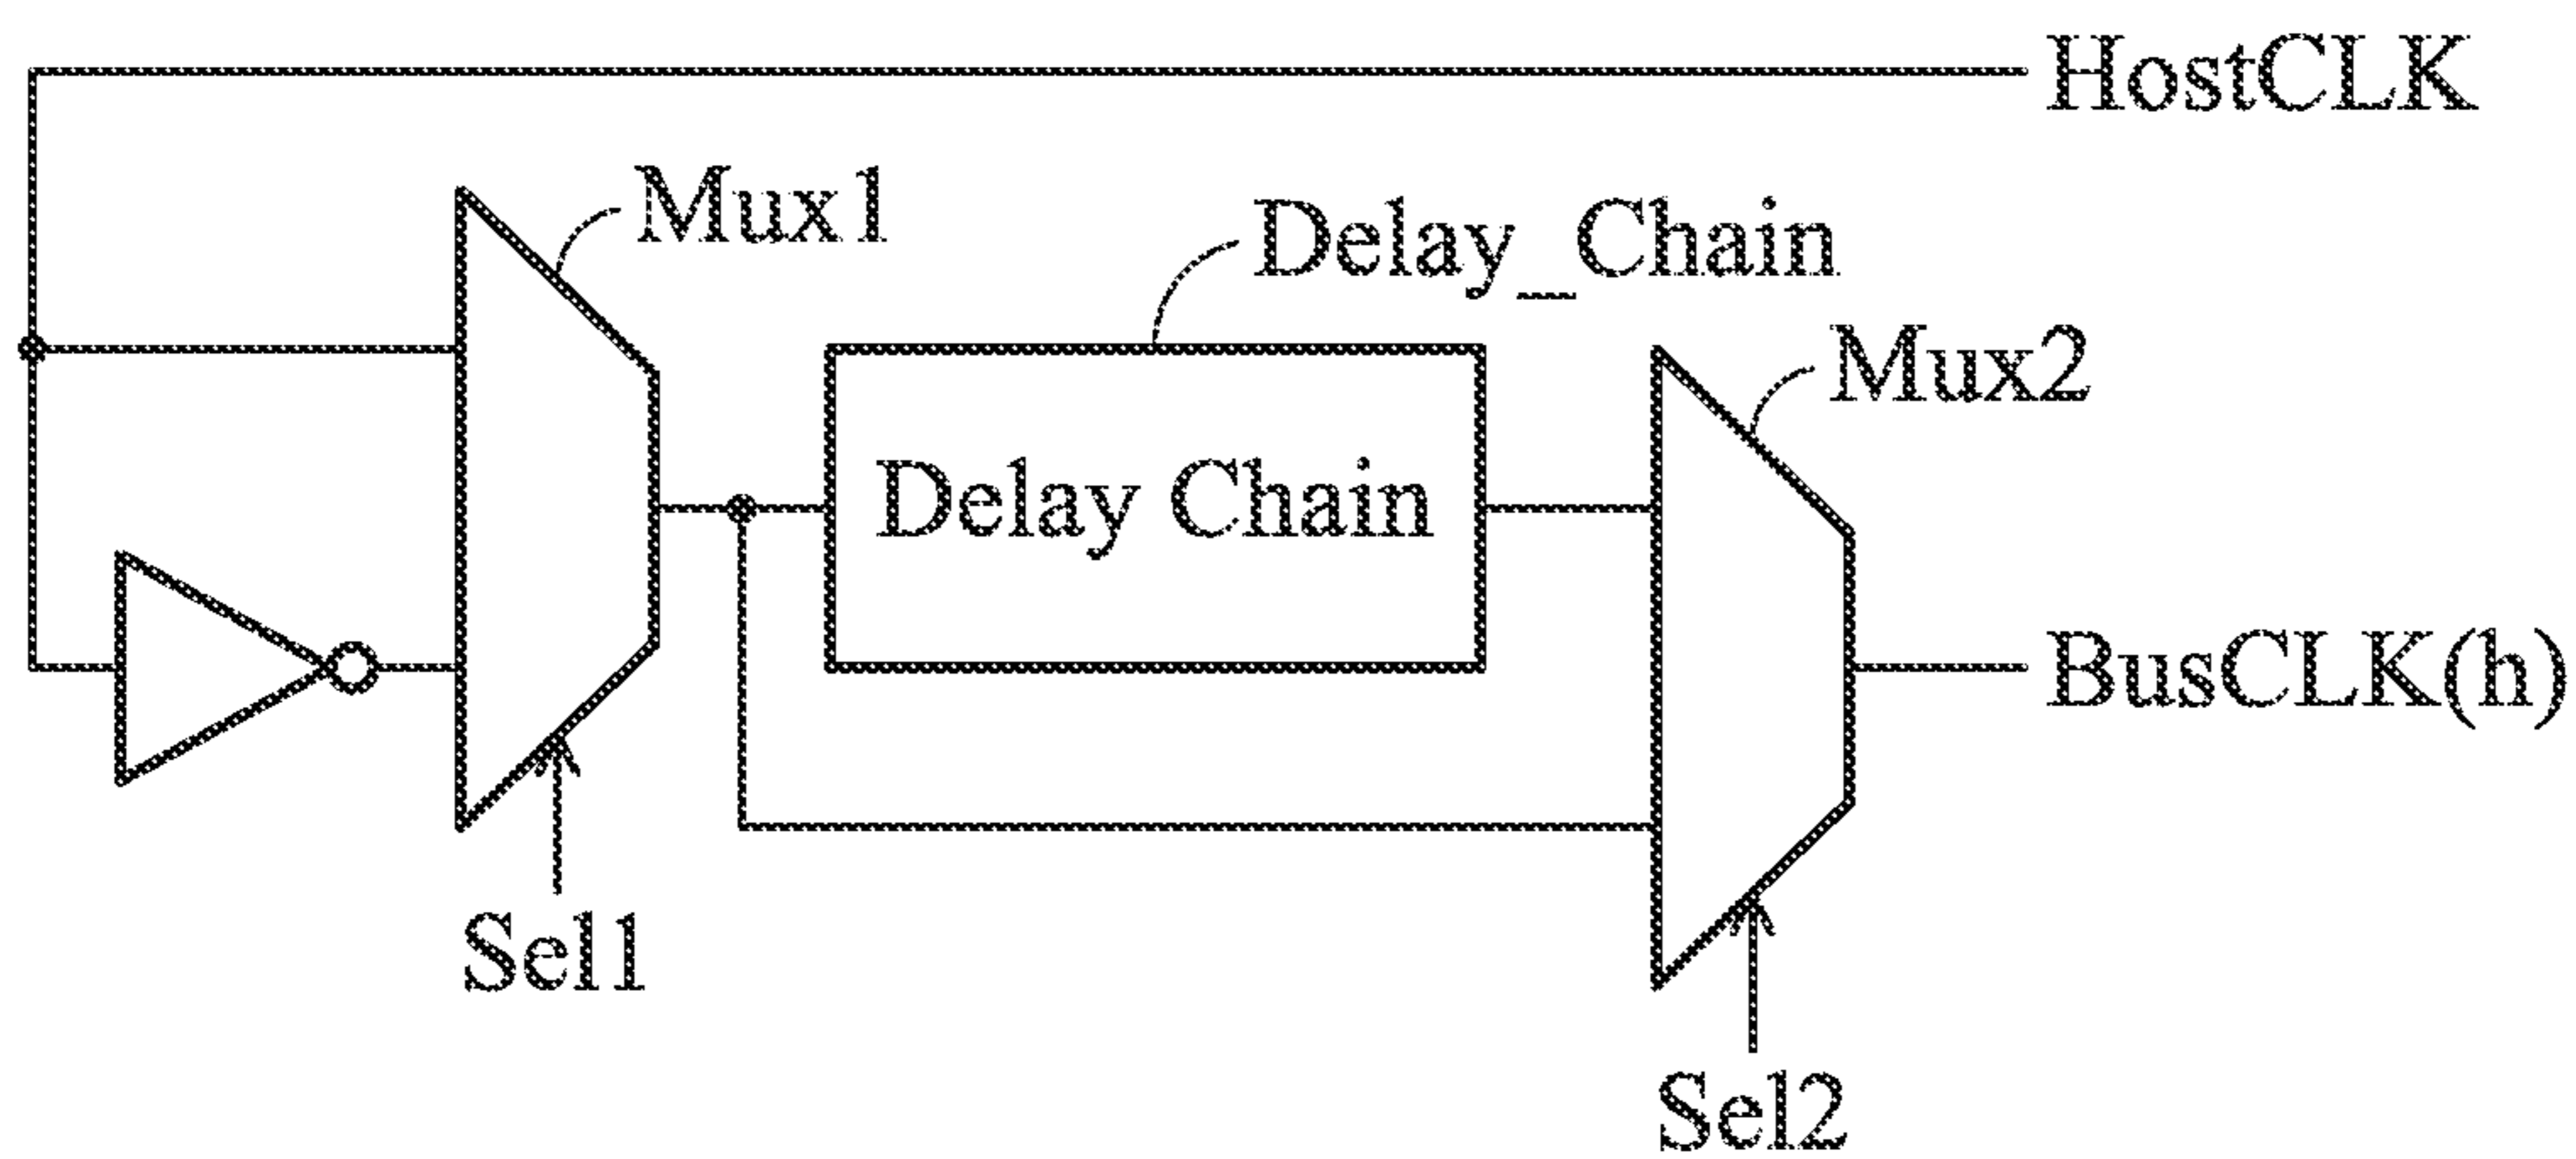 HostCLK
Mux1
Delay_Chain
Mux2
Delay Chain
BusCLK(h)
Sel1
Sel2